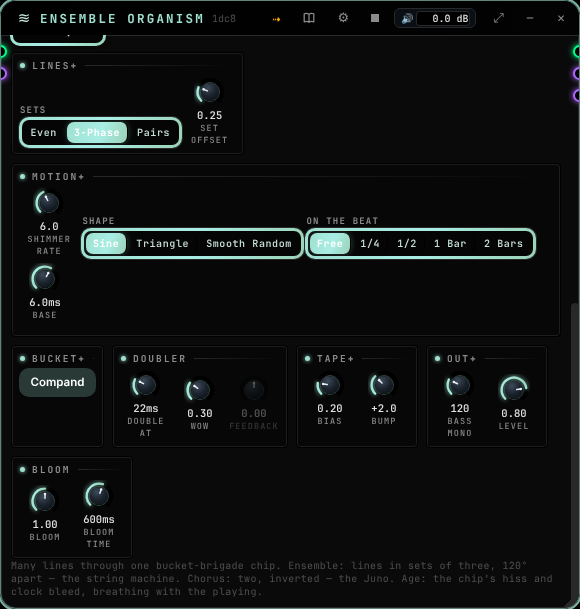 ENSEMBLE ORGANISM 1dc8 0.0 dB
LINES+
SETS
Even 3-Phase Pairs
0.25
SET
OFFSET
MOTION+
6.0
SHIMMER
RATE
SHAPE
Sine Triangle Smooth Random
ON THE BEAT
Free 1/4 1/2 1 Bar 2 Bars
6.0ms
BASE
BUCKET+
Compand
DOUBLER
22ms
DOUBLE
AT
0.30
WOW
0.00
FEEDBACK
TAPE+
0.20
BIAS
+2.0
BUMP
OUT+
120
BASS
MONO
0.80
LEVEL
BLOOM
1.00
BLOOM
600ms
BLOOM
TIME
Many lines through one bucket-brigade chip. Ensemble: lines in sets of three, 120°
apart — the string machine. Chorus: two, inverted — the Juno. Age: the chip's hiss and
clock bleed, breathing with the playing.